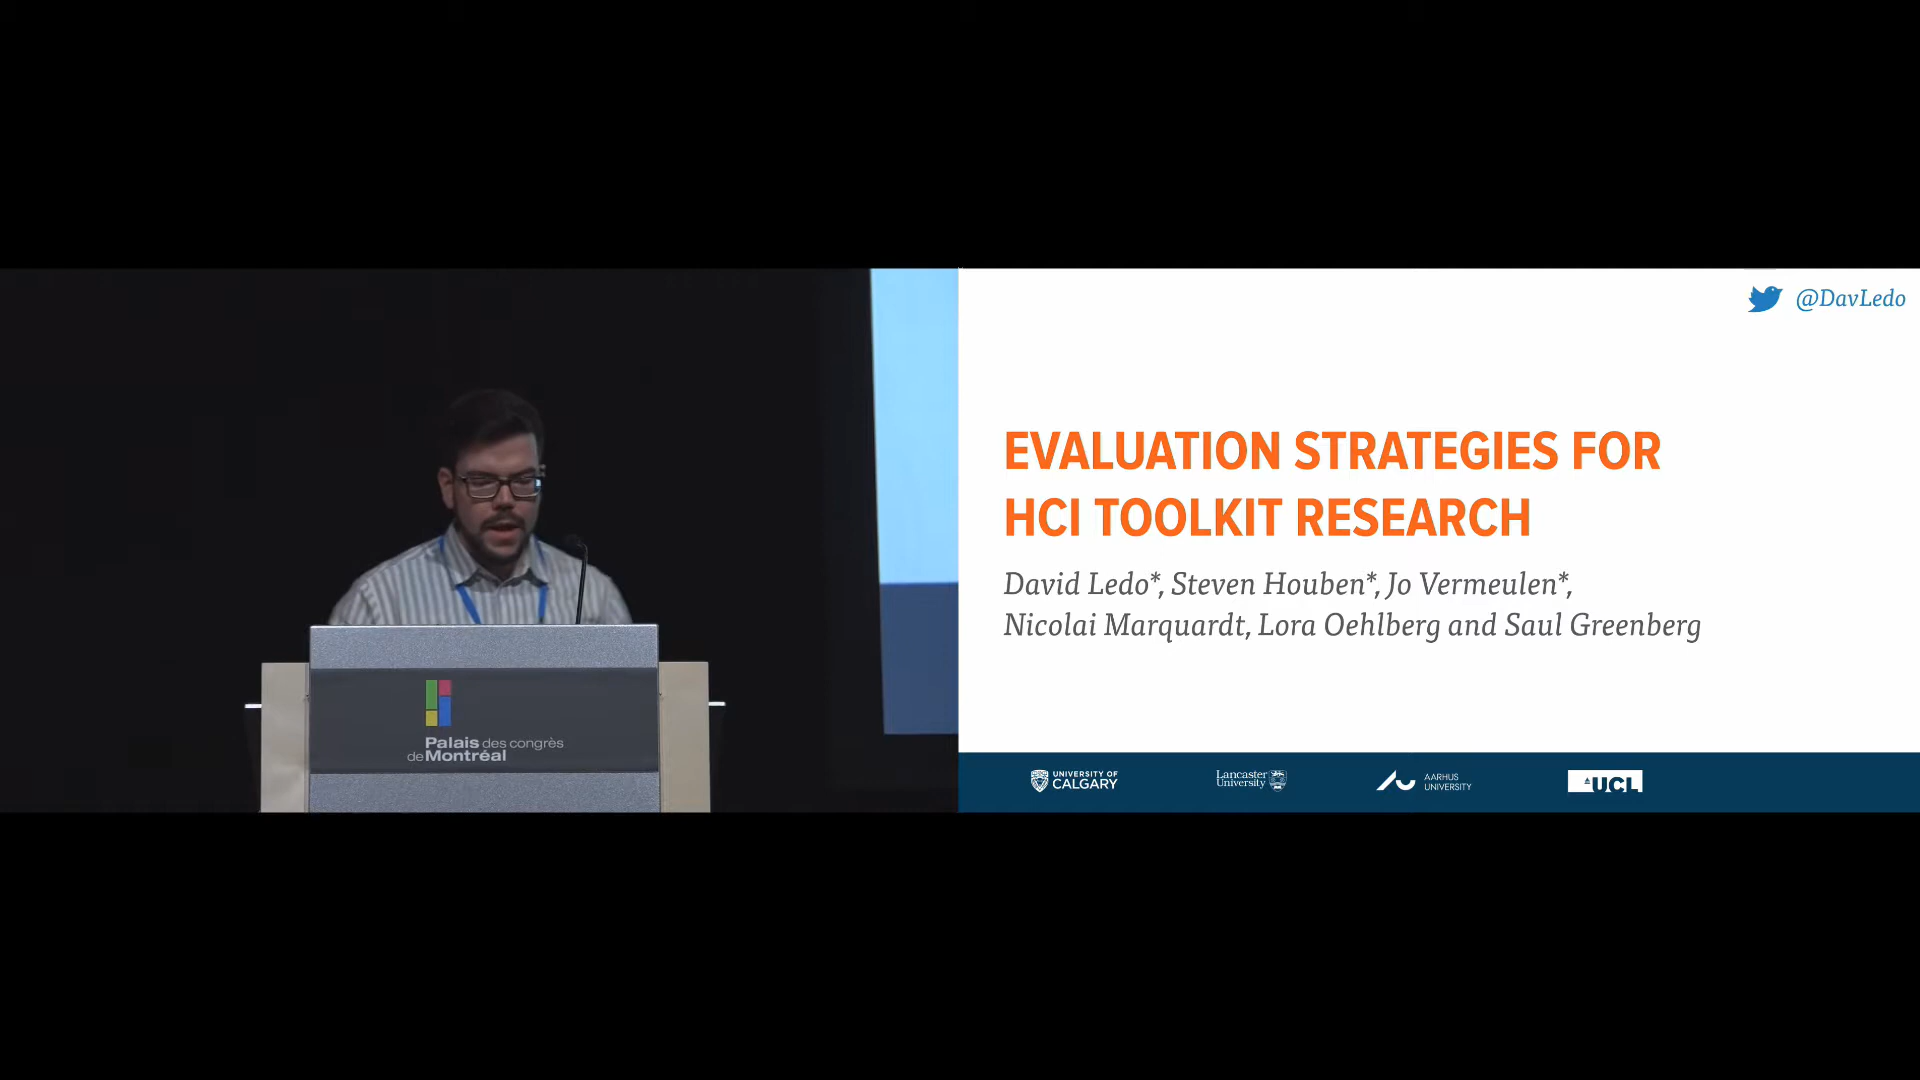 Palais des congrès
de Montréal
@DavLedo
EVALUATION STRATEGIES FOR
HCI TOOLKIT RESEARCH
David Ledo*, Steven Houben*, Jo Vermeulen*,
Nicolai Marquardt, Lora Oehlberg and Saul Greenberg
UNIVERSITY OF
CALGARY
Lancaster
University
AARHUS
UNIVERSITY
UCL